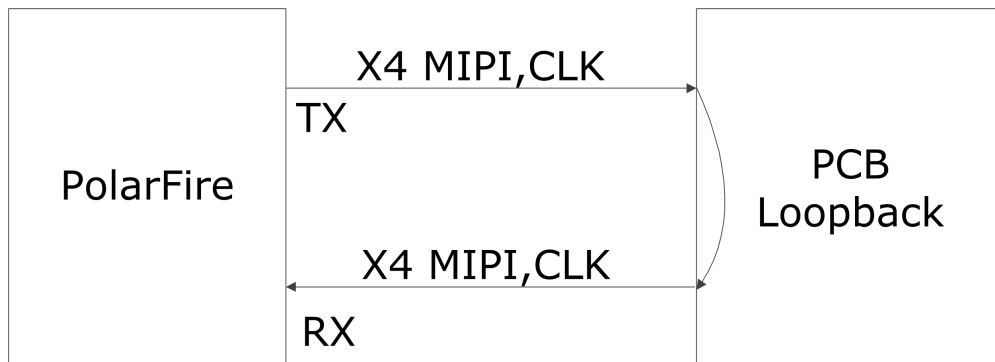 X4 MIPI,CLK
TX
PolarFire
PCB
Loopback
X4 MIPI,CLK
RX